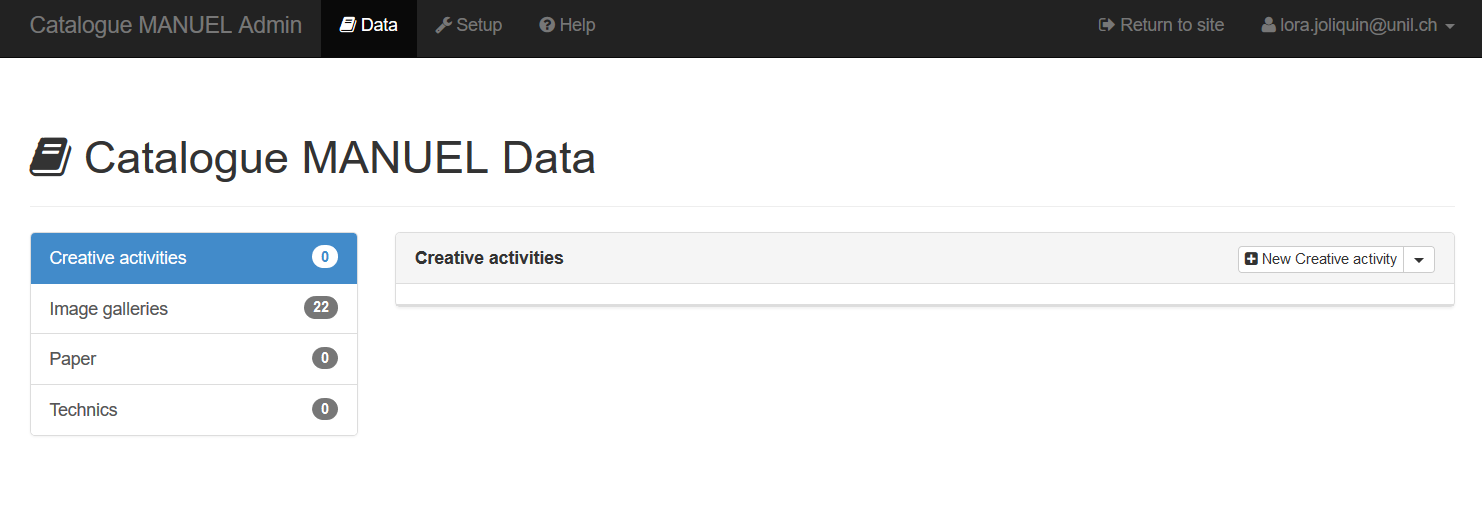 Catalogue MANUEL Admin Data Setup Help Return to site lora.joliquin@unil.ch
Catalogue MANUEL Data
Creative activities 0
Image galleries 22
Paper 0
Technics 0
Creative activities New Creative activity